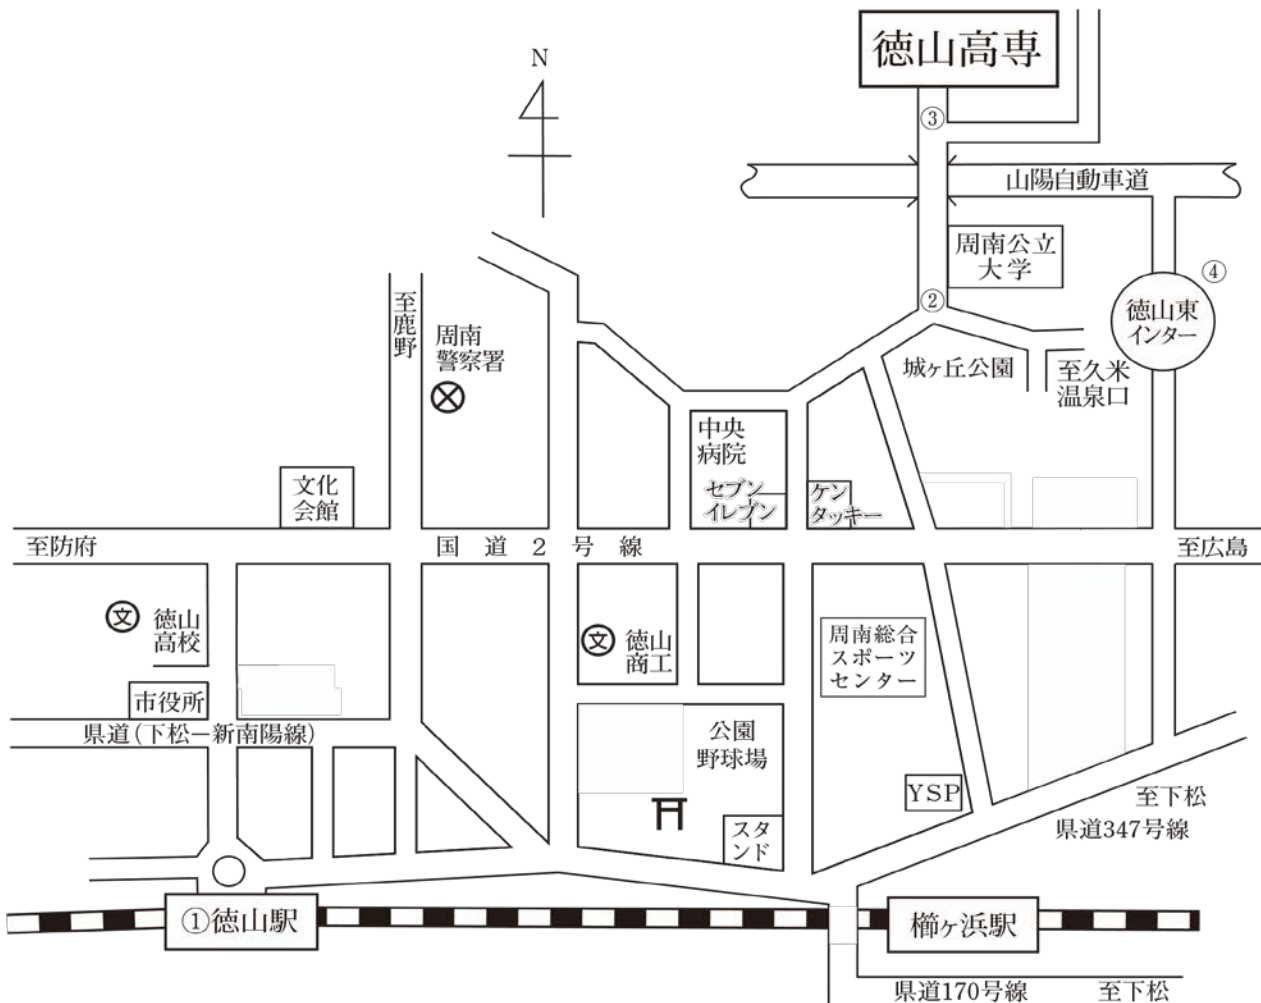 徳山高専
N
③
山陽自動車道
周南公立
大学
④
②
徳山東
インター
至鹿野
周南
警察署
城ヶ丘公園
至久米
温泉口
中央
病院
セブン
イレブン
ケン
タッキー
文化
会館
至防府
国道2号線
至広島
文
徳山
高校
文
徳山
商工
周南総合
スポーツ
センター
市役所
県道(下松−新南陽線)
公園
野球場
YSP
スタ
ンド
至下松
県道347号線
①徳山駅
櫛ヶ浜駅
県道170号線
至下松